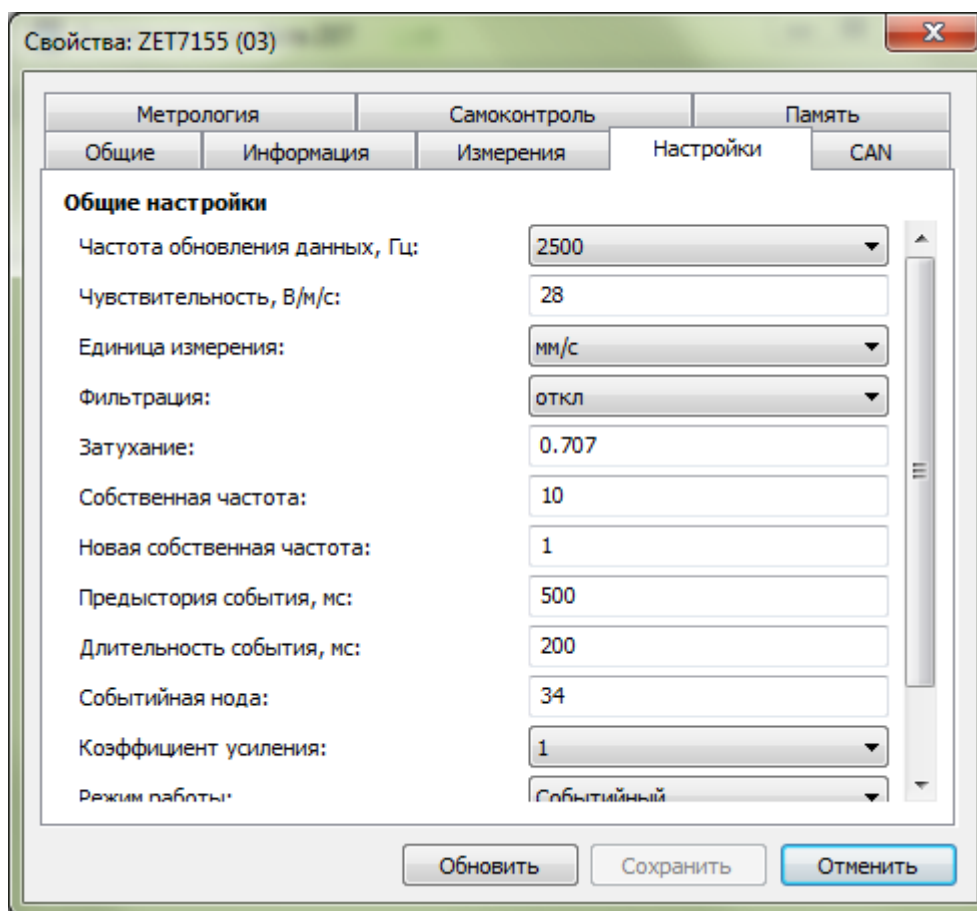 Свойства: ZET7155 (03)
Метрология Самоконтроль Память
Общие Информация Измерения Настройки CAN
Общие настройки
Частота обновления данных, Гц: 2500
Чувствительность, В/м/с: 28
Единица измерения: мм/с
Фильтрация: откл
Затухание: 0.707
Собственная частота: 10
Новая собственная частота: 1
Предыстория события, мс: 500
Длительность события, мс: 200
Событийная нода: 34
Коэффициент усиления: 1
Режим работы: Событийный
Обновить Сохранить Отменить